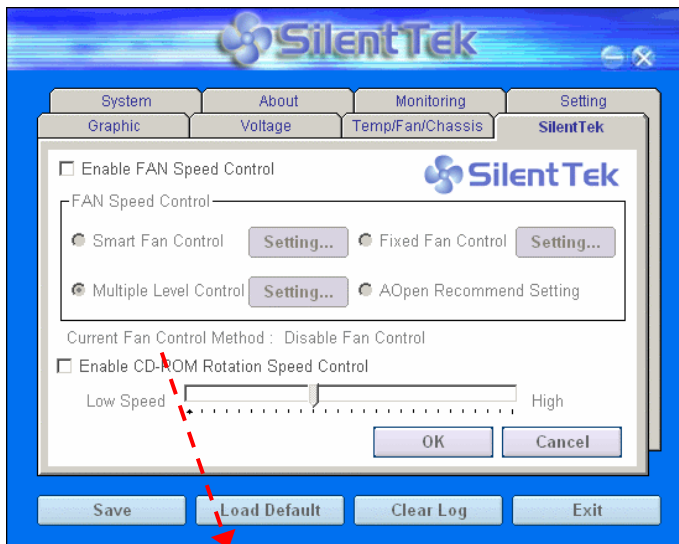 SilentTek
System About Monitoring Setting
Graphic Voltage Temp/Fan/Chassis SilentTek
Enable FAN Speed Control
SilentTek
FAN Speed Control
Smart Fan Control Setting... Fixed Fan Control Setting...
Multiple Level Control Setting... AOpen Recommend Setting
Current Fan Control Method : Disable Fan Control
Enable CD-ROM Rotation Speed Control
Low Speed High
OK Cancel
Save Load Default Clear Log Exit